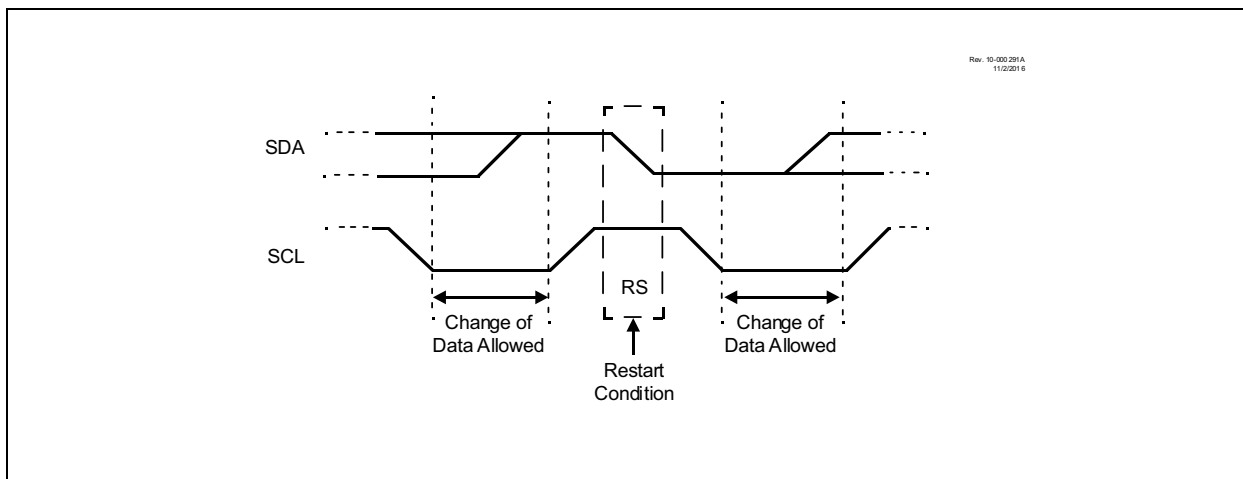 Rev. 10-000 291A
11/2/2016
SDA
SCL
RS
Change of
Data Allowed
Change of
Data Allowed
Restart
Condition